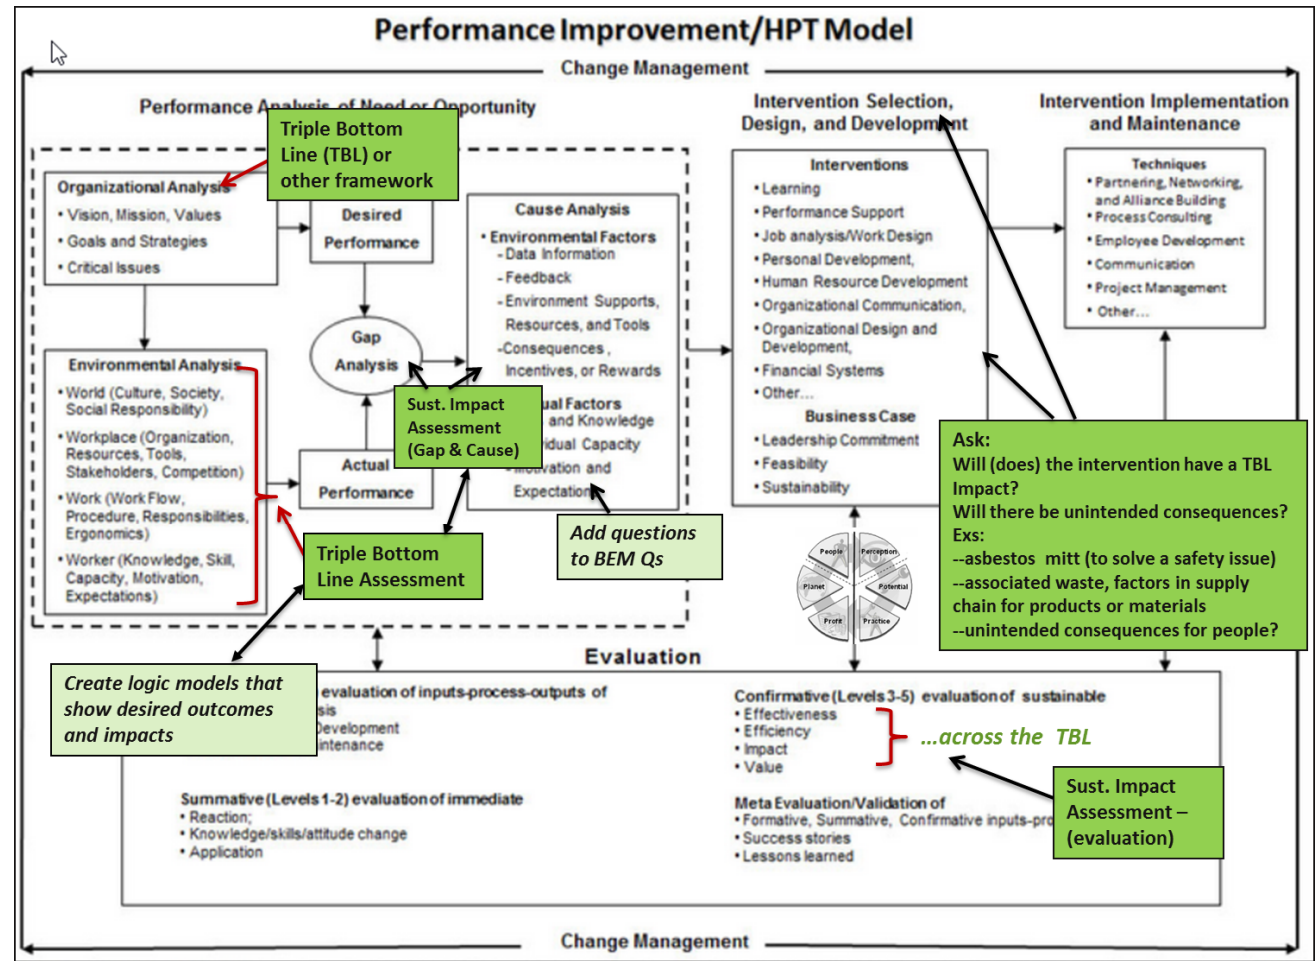 Performance Improvement/HPT Model
Change Management
Performance Analysis of Need or Opportunity
Triple Bottom
Line (TBL) or
other framework
Organizational Analysis
• Vision, Mission, Values
• Goals and Strategies
• Critical Issues
Desired
Performance
Gap
Analysis
Actual
Performance
Environmental Analysis
• World (Culture, Society,
Social Responsibility)
• Workplace (Organization,
Resources, Tools,
Stakeholders, Competition)
• Work (Work Flow,
Procedure, Responsibilities,
Ergonomics)
• Worker (Knowledge, Skill,
Capacity, Motivation,
Expectations)
Cause Analysis
• Environmental Factors
- Data Information
- Feedback
- Environment Supports,
Resources, and Tools
- Consequences,
Incentives, or Rewards
Factors
and Knowledge
Capacity
Motivation and
Expectation
Sust. Impact
Assessment
(Gap & Cause)
Triple Bottom
Line Assessment
Add questions
to BEM Qs
Create logic models that
show desired outcomes
and impacts
Intervention Selection,
Design, and Development
Interventions
• Learning
• Performance Support
• Job analysis/Work Design
• Personal Development,
• Human Resource Development
• Organizational Communication,
• Organizational Design and
Development,
• Financial Systems
• Other...
Business Case
• Leadership Commitment
• Feasibility
• Sustainability
People
Perception
Planet
Potential
Profit
Practice
Intervention Implementation
and Maintenance
Techniques
• Partnering, Networking,
and Alliance Building
• Process Consulting
• Employee Development
• Communication
• Project Management
• Other...
Ask:
Will (does) the intervention have a TBL
Impact?
Will there be unintended consequences?
Exs:
--asbestos mitt (to solve a safety issue)
--associated waste, factors in supply
chain for products or materials
--unintended consequences for people?
Evaluation
evaluation of inputs-process-outputs of
Development
Summative (Levels 1-2) evaluation of immediate
• Reaction;
• Knowledge/skills/attitude change
• Application
Confirmative (Levels 3-5) evaluation of sustainable
• Effectiveness
• Efficiency
• Impact
• Value
...across the TBL
Meta Evaluation/Validation of
• Formative, Summative, Confirmative
• Success stories
• Lessons learned
Sust. Impact
Assessment –
(evaluation)
Change Management